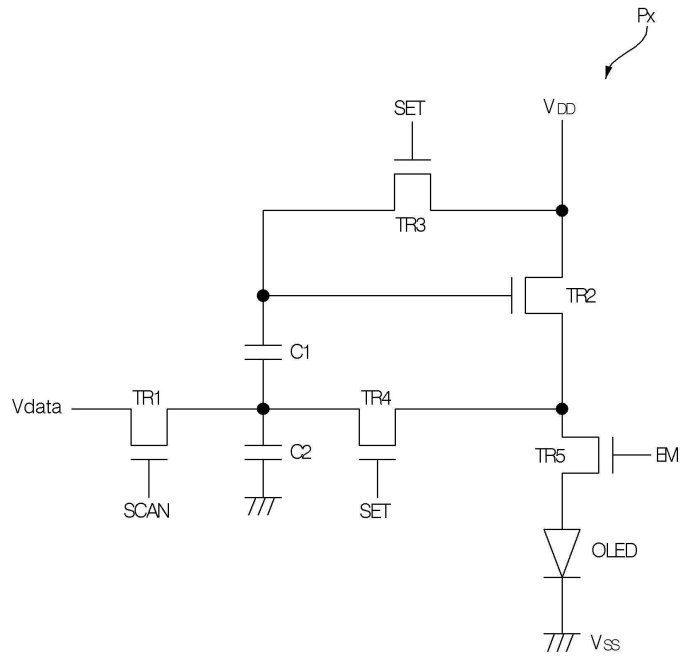 Px
VDD
SET
TR3
TR2
C1
Vdata
TR1
TR4
C2
TR5
EM
SCAN
SET
OLED
VSS